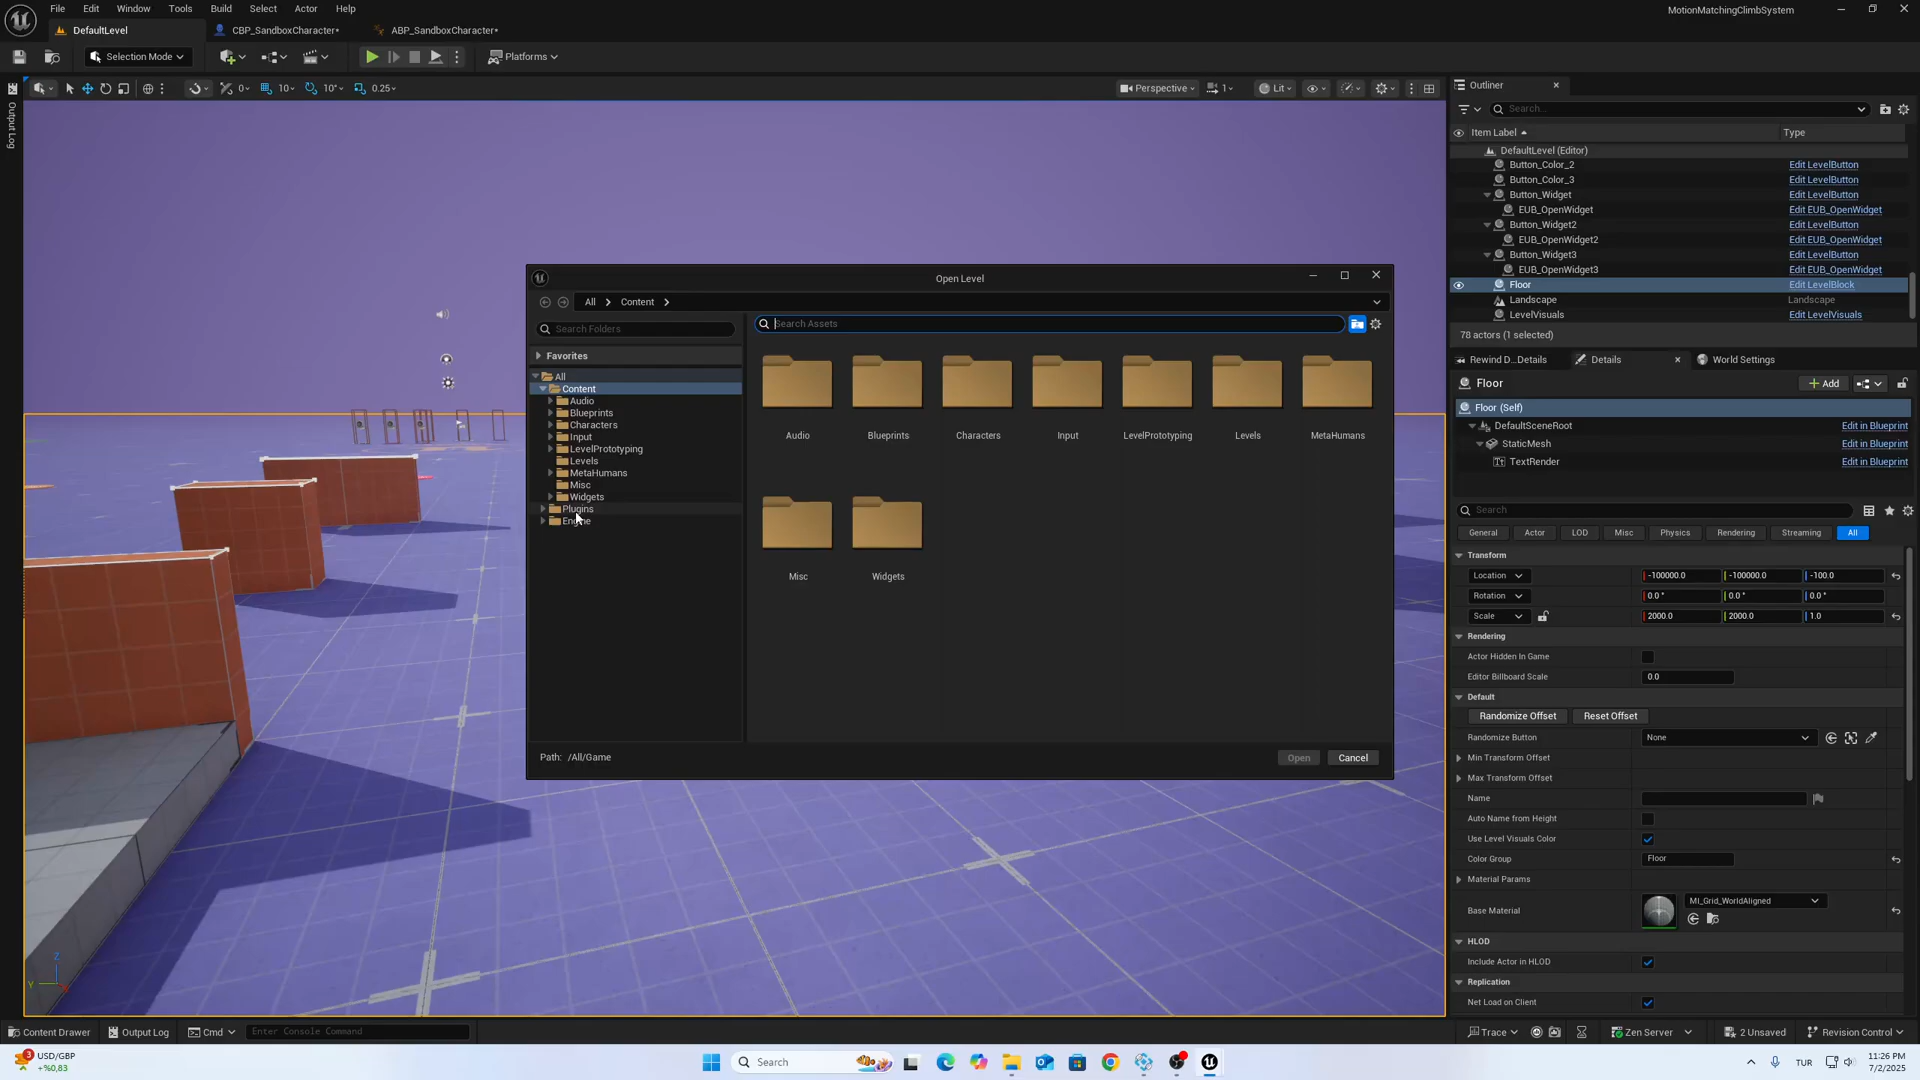 File Edit Window Tools Build Select Actor Help
MotionMatchingClimbSystem
DefaultLevel
CBP_SandboxCharacter*
ABP_SandboxCharacter*
Selection Mode
Platforms
0
10
10°
0.25
Perspective
1
Lit
Output Log
Outliner
Search...
Item Label
Type
DefaultLevel (Editor)
Button_Color_2 Edit LevelButton
Button_Color_3 Edit LevelButton
Button_Widget Edit LevelButton
EUB_OpenWidget Edit EUB_OpenWidget
Button_Widget2 Edit LevelButton
EUB_OpenWidget2 Edit EUB_OpenWidget
Button_Widget3 Edit LevelButton
EUB_OpenWidget3 Edit EUB_OpenWidget
Floor Edit LevelBlock
Landscape Landscape
LevelVisuals Edit LevelVisuals
78 actors (1 selected)
Open Level
All Content
Search Folders
Search Assets
Favorites
All
Content
Audio
Blueprints
Characters
Input
LevelPrototyping
Levels
MetaHumans
Misc
Widgets
Plugins
Engine
Audio Blueprints Characters Input LevelPrototyping Levels MetaHumans
Misc Widgets
Path: /All/Game
Open
Cancel
Rewind D...Details
Details
World Settings
Floor
Add
Floor (Self)
DefaultSceneRoot Edit in Blueprint
StaticMesh Edit in Blueprint
TextRender Edit in Blueprint
Search
General Actor LOD Misc Physics Rendering Streaming All
Transform
Location -100000.0 -100000.0 -100.0
Rotation 0.0 ° 0.0 ° 0.0 °
Scale 2000.0 2000.0 1.0
Rendering
Actor Hidden In Game
Editor Billboard Scale 0.0
Default
Randomize Offset Reset Offset
Randomize Button None
Min Transform Offset
Max Transform Offset
Name
Auto Name from Height
Use Level Visuals Color
Color Group Floor
Material Params
Base Material MI_Grid_WorldAligned
HLOD
Include Actor in HLOD
Replication
Net Load on Client
Z
Y
X
Content Drawer
Output Log
Cmd
Enter Console Command
Trace
Zen Server
2 Unsaved
Revision Control
3
USD/GBP
+%0,83
Search
TUR
11:26 PM
7/2/2025